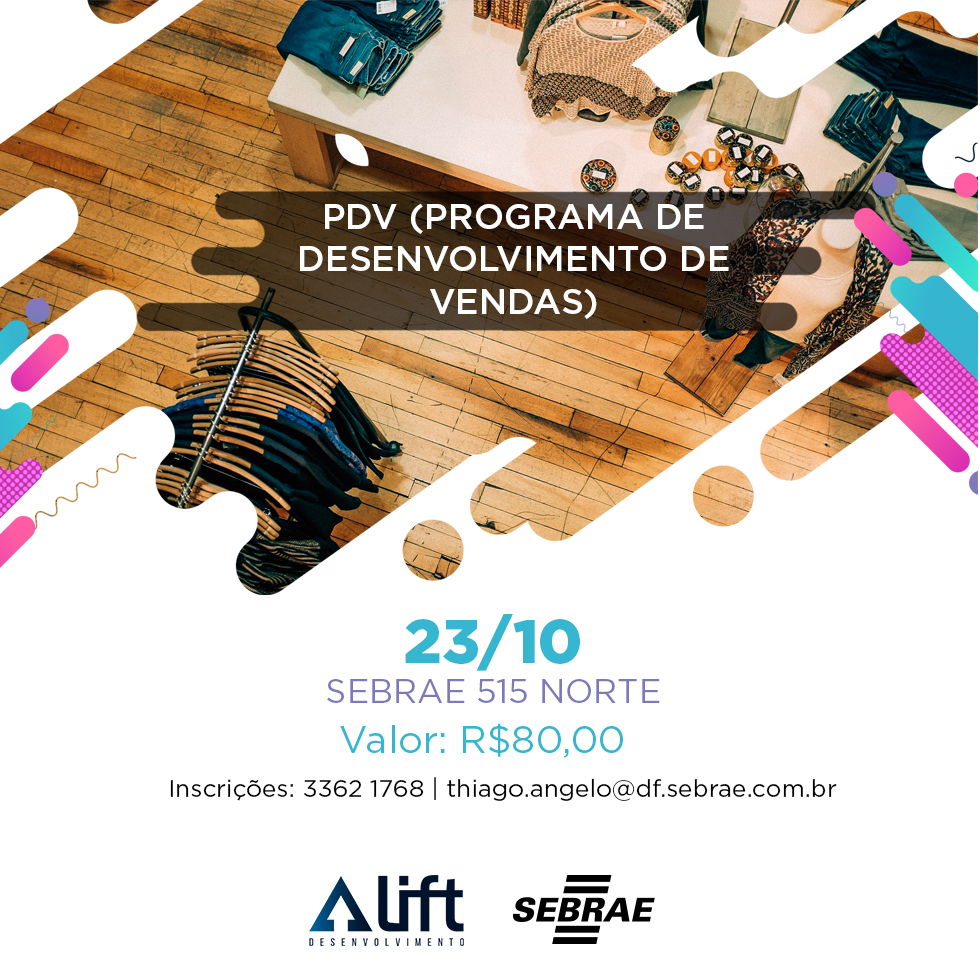 PDV (PROGRAMA DE
DESENVOLVIMENTO DE
VENDAS)
23/10
SEBRAE 515 NORTE
Valor: R$80,00
Inscrições: 3362 1768 | thiago.angelo@df.sebrae.com.br
ALift
DESENVOLVIMENTO
SEBRAE